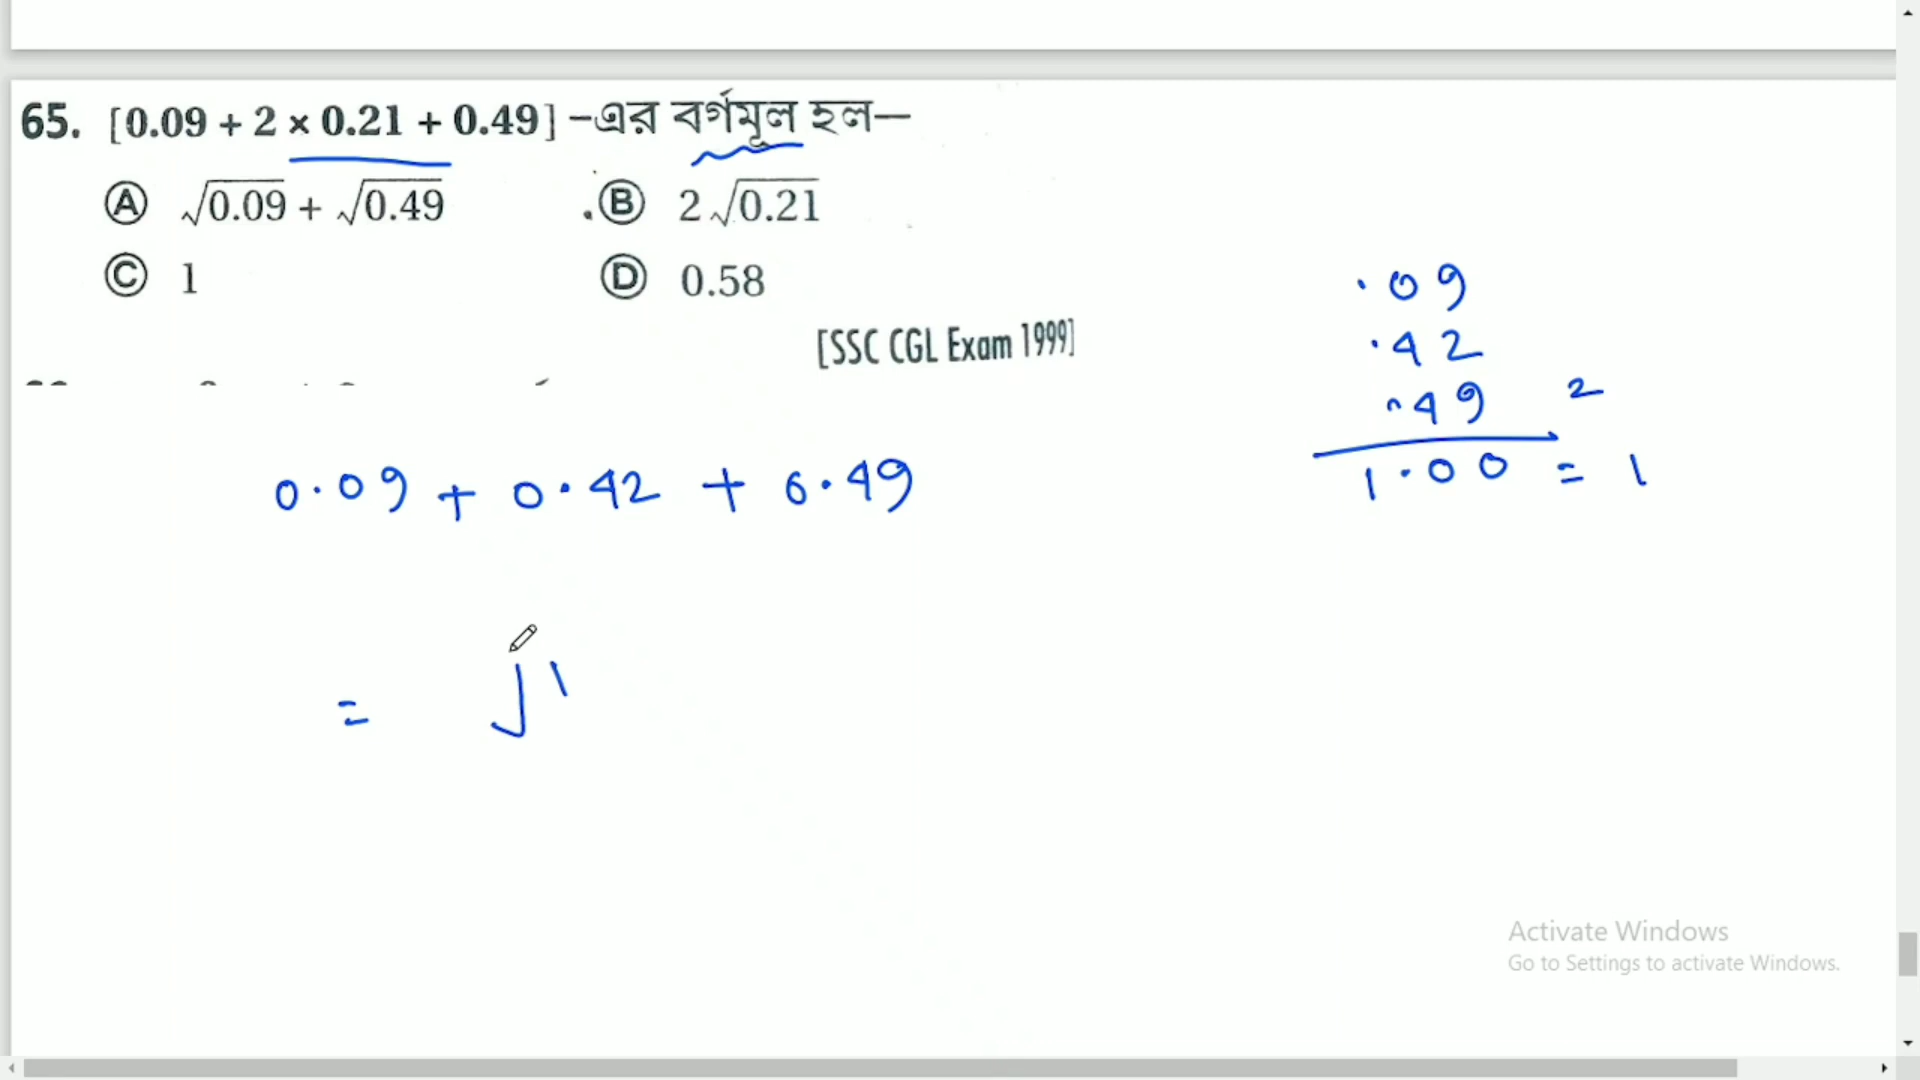 65. [0.09 + 2 × 0.21 + 0.49] –এর বর্গমূল হল—
Ⓐ √0.09 + √0.49
Ⓑ 2√0.21
Ⓒ 1
Ⓓ 0.58
[SSC CGL Exam 1999]
.09
.42
.49 2
1.00 = 1
0.09 + 0.42 + 0.49
= √1
Activate Windows
Go to Settings to activate Windows.